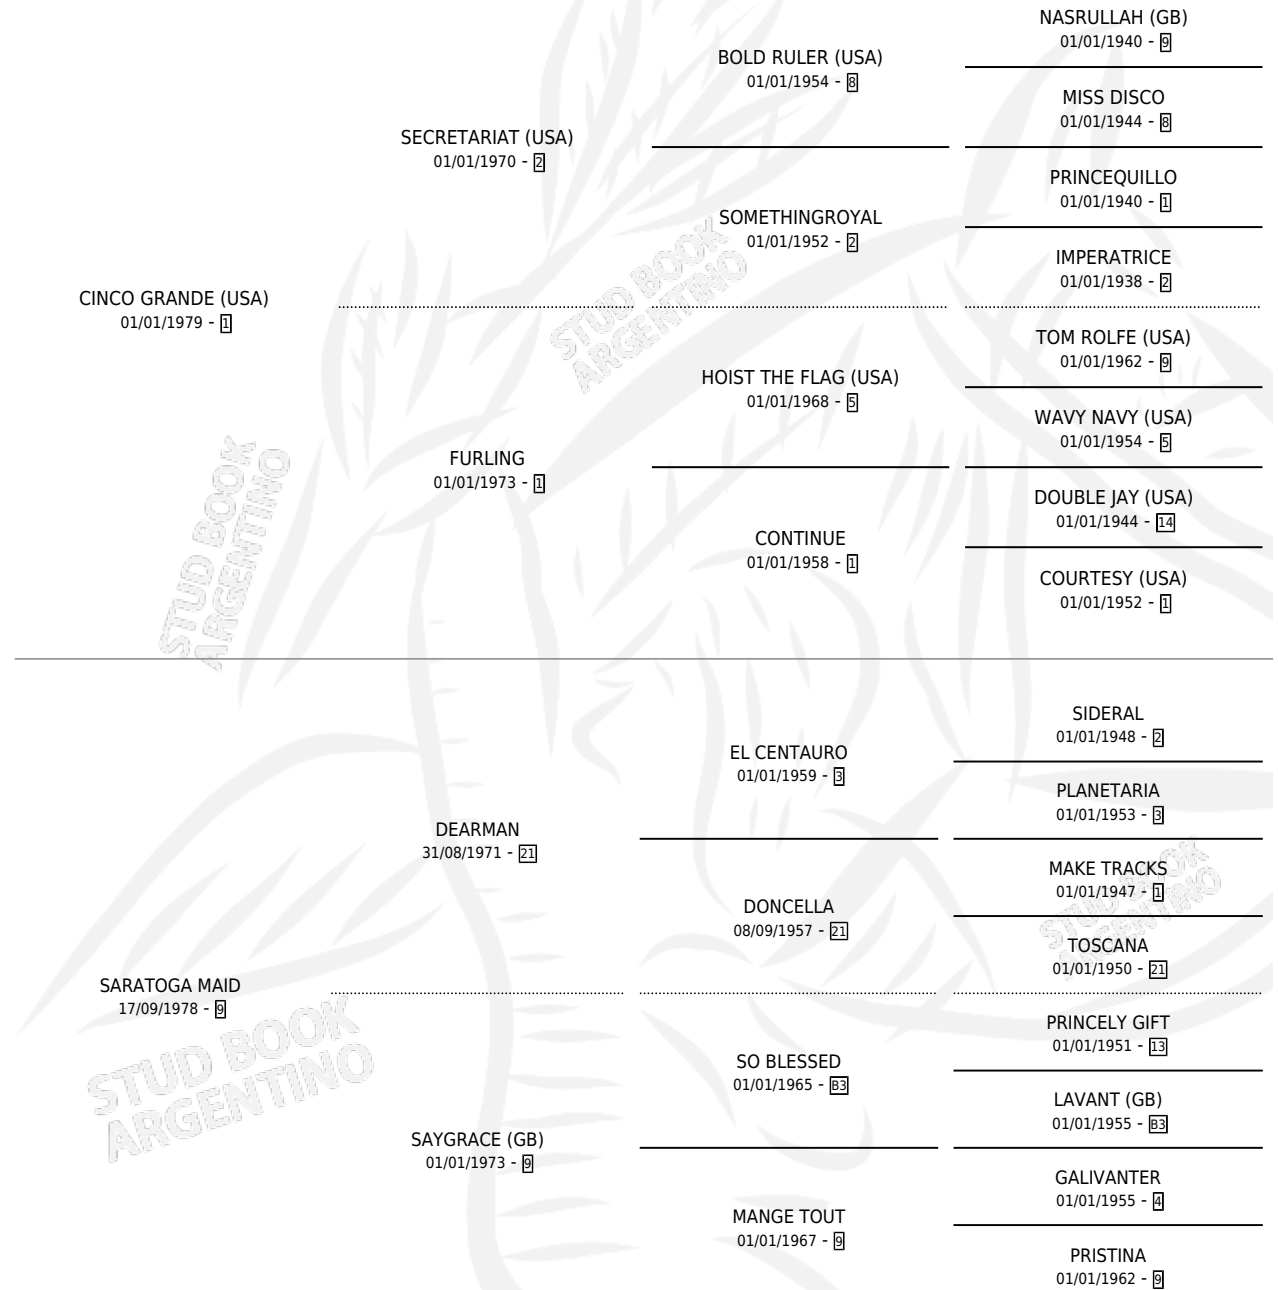 NASRULLAH (GB)
01/01/1940 - 9
BOLD RULER (USA)
01/01/1954 - 8
MISS DISCO
01/01/1944 - 8
SECRETARIAT (USA)
01/01/1970 - 2
PRINCEQUILLO
01/01/1940 - 1
SOMETHINGROYAL
01/01/1952 - 2
IMPERATRICE
01/01/1938 - 2
CINCO GRANDE (USA)
01/01/1979 - 1
TOM ROLFE (USA)
01/01/1962 - 9
HOIST THE FLAG (USA)
01/01/1968 - 5
WAVY NAVY (USA)
01/01/1954 - 5
FURLING
01/01/1973 - 1
DOUBLE JAY (USA)
01/01/1944 - 14
CONTINUE
01/01/1958 - 1
COURTESY (USA)
01/01/1952 - 1
SIDERAL
01/01/1948 - 2
EL CENTAURO
01/01/1959 - 3
PLANETARIA
01/01/1953 - 3
DEARMAN
31/08/1971 - 21
MAKE TRACKS
01/01/1947 - 1
DONCELLA
08/09/1957 - 21
TOSCANA
01/01/1950 - 21
SARATOGA MAID
17/09/1978 - 9
PRINCELY GIFT
01/01/1951 - 13
SO BLESSED
01/01/1965 - B3
LAVANT (GB)
01/01/1955 - B3
SAYGRACE (GB)
01/01/1973 - 9
GALIVANTER
01/01/1955 - 4
MANGE TOUT
01/01/1967 - 9
PRISTINA
01/01/1962 - 9
STUD BOOK
ARGENTINO
STUD BOOK
ARGENTINO
STUD BOOK
ARGENTINO
STUD BOOK
ARGENTINO